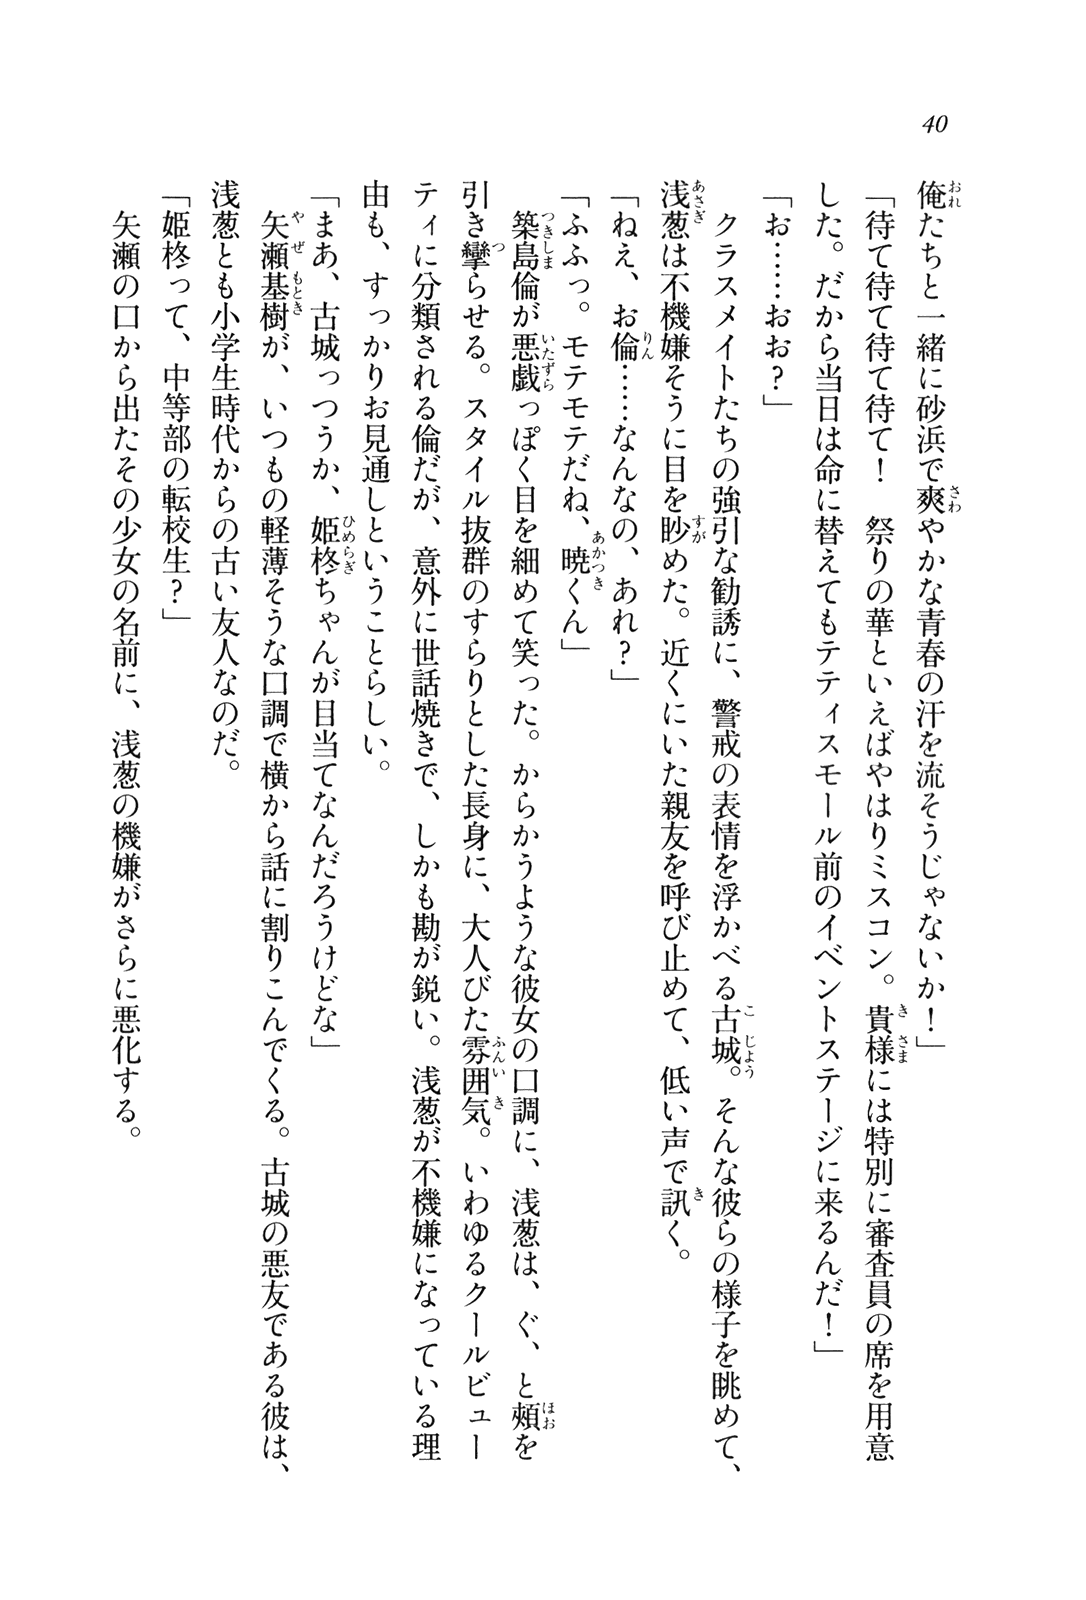 40
俺たちと一緒に砂浜で爽やかな青春の汗を流そうじゃないか！」
「待て待て待て待て！　祭りの華といえばやはりミスコン。貴様には特別に審査員の席を用意
した。だから当日は命に替えてもテティスモール前のイベントステージに来るんだ！」
「お……おお？」
　クラスメイトたちの強引な勧誘に、警戒の表情を浮かべる古城。そんな彼らの様子を眺めて、
浅葱は不機嫌そうに目を眇めた。近くにいた親友を呼び止めて、低い声で訊く。
「ねえ、お倫……なんなの、あれ？」
「ふふっ。モテモテだね、暁くん」
　築島倫が悪戯っぽく目を細めて笑った。からかうような彼女の口調に、浅葱は、ぐ、と頰を
引き攣らせる。スタイル抜群のすらりとした長身に、大人びた雰囲気。いわゆるクールビュー
ティに分類される倫だが、意外に世話焼きで、しかも勘が鋭い。浅葱が不機嫌になっている理
由も、すっかりお見通しということらしい。
「まあ、古城っつうか、姫柊ちゃんが目当てなんだろうけどな」
　矢瀬基樹が、いつもの軽薄そうな口調で横から話に割りこんでくる。古城の悪友である彼は、
浅葱とも小学生時代からの古い友人なのだ。
「姫柊って、中等部の転校生？」
　矢瀬の口から出たその少女の名前に、浅葱の機嫌がさらに悪化する。